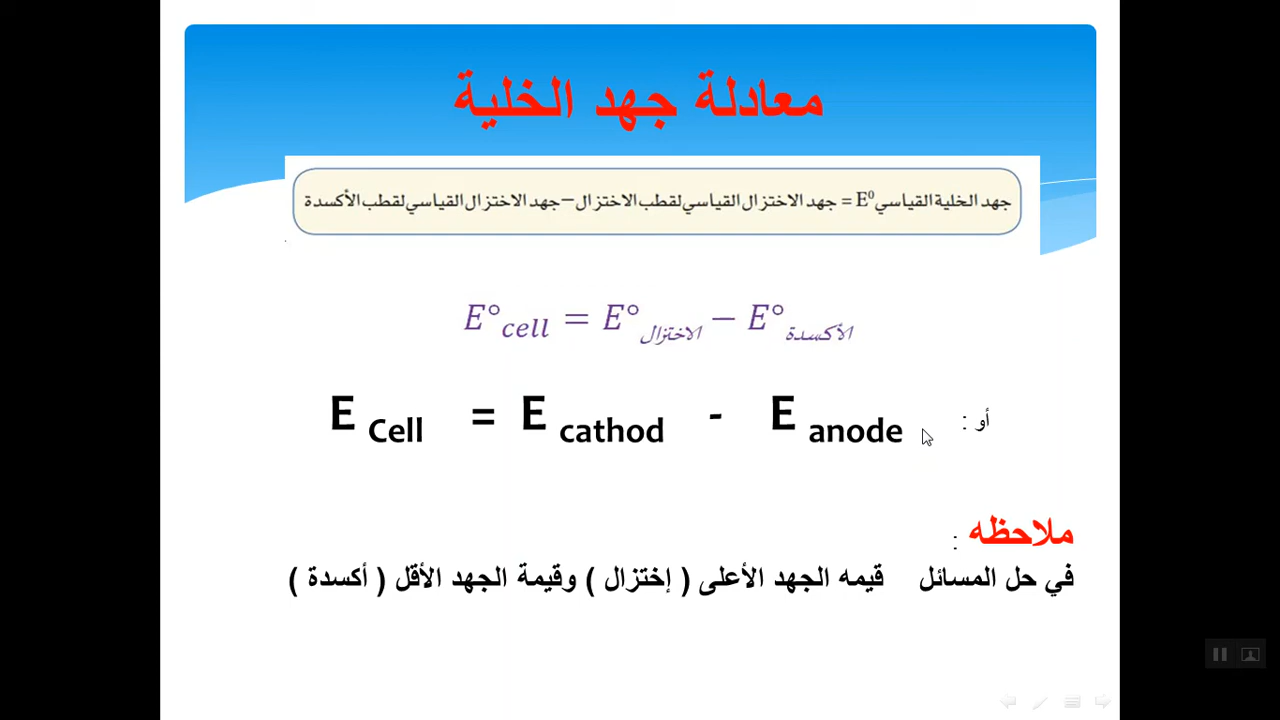 معادلة جهد الخلية
جهد الخلية القياسي E⁰ = جهد الاختزال القياسي لقطب الاختزال – جهد الاختزال القياسي لقطب الأكسدة
E°cell = E°الاختزال − E°الأكسدة
أو : E Cell = E cathod - E anode
ملاحظه :
في حل المسائل قيمه الجهد الأعلى ( إختزال ) وقيمة الجهد الأقل ( أكسدة )